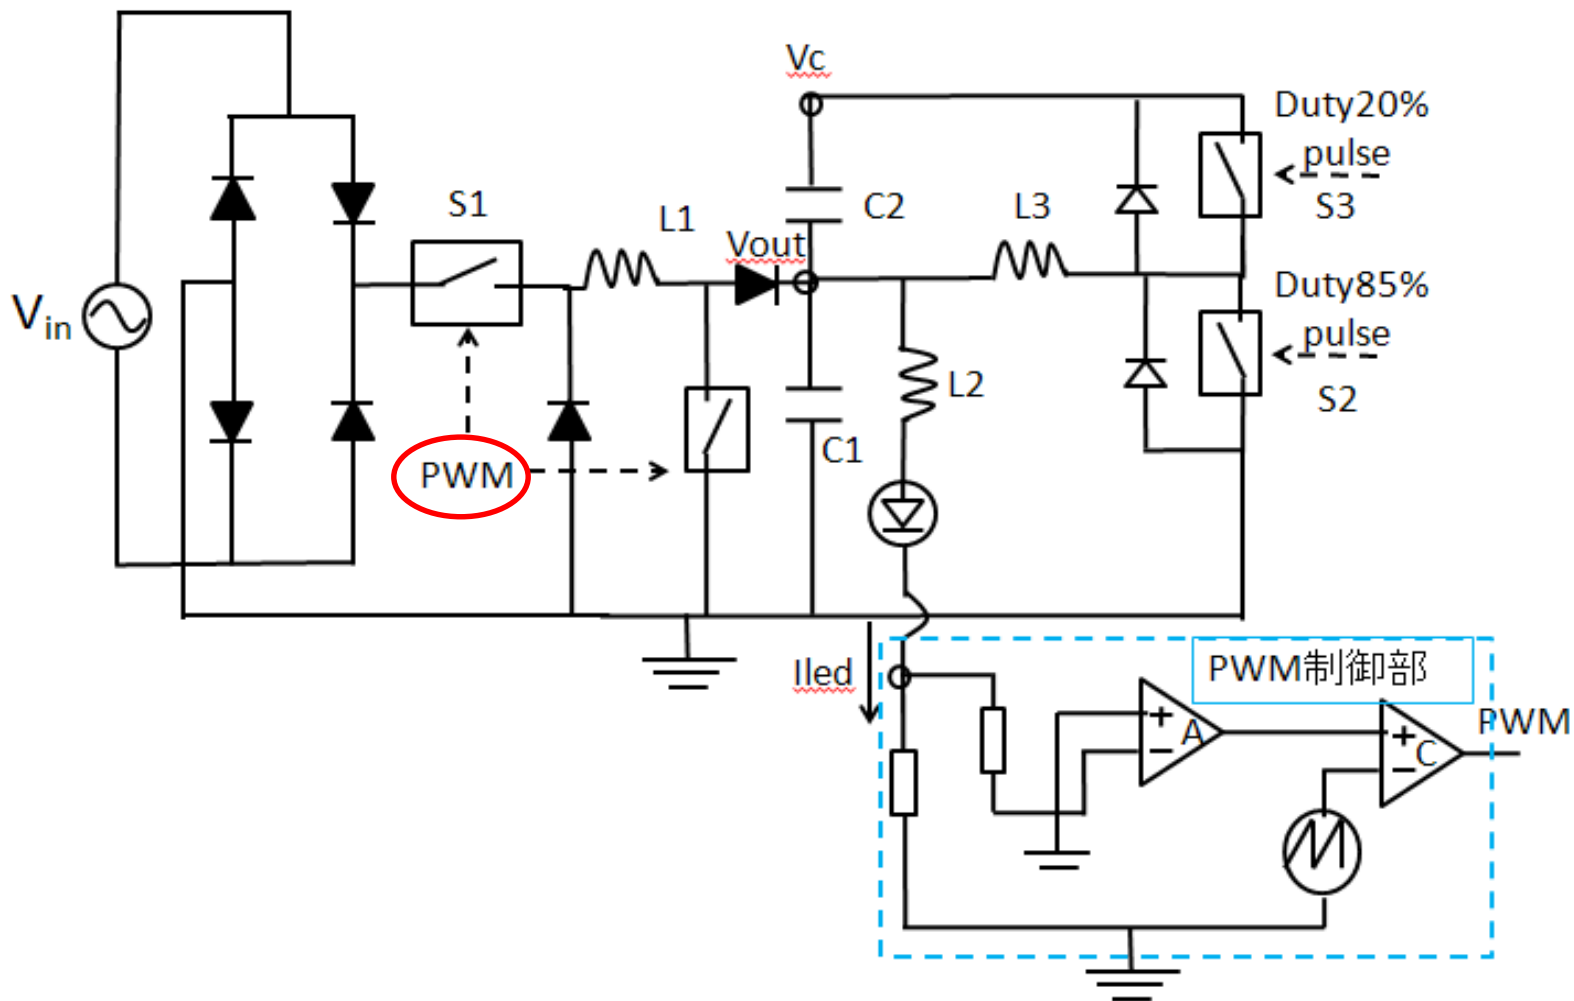 Vc
Duty20%
pulse
S3
S1
L1
Vout
C2
L3
Duty85%
pulse
S2
Vin
L2
C1
PWM
Iled
PWM制御部
PWM
+
A
−
+
C
−